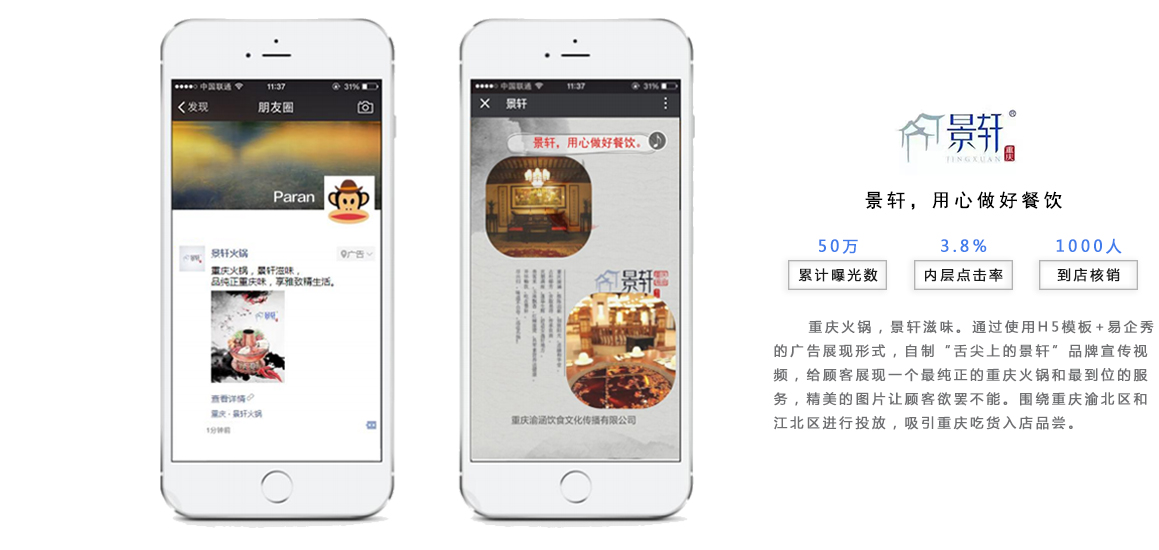 中国联通
11:37
31%
发现
朋友圈
Paran
景轩火锅
广告
重庆火锅，景轩滋味，
品纯正重庆味，享雅致精生活。
景轩
查看详情
重庆·景轩火锅
1分钟前
中国联通
11:37
31%
景轩
景轩，用心做好餐饮。
景轩
重庆渝涵饮食文化传播有限公司
景轩®
JINGXUAN
重庆
景轩，用心做好餐饮
50万
3.8%
1000人
累计曝光数
内层点击率
到店核销
重庆火锅，景轩滋味。通过使用H5模板+易企秀
的广告展现形式，自制“舌尖上的景轩”品牌宣传视
频，给顾客展现一个最纯正的重庆火锅和最到位的服
务，精美的图片让顾客欲罢不能。围绕重庆渝北区和
江北区进行投放，吸引重庆吃货入店品尝。